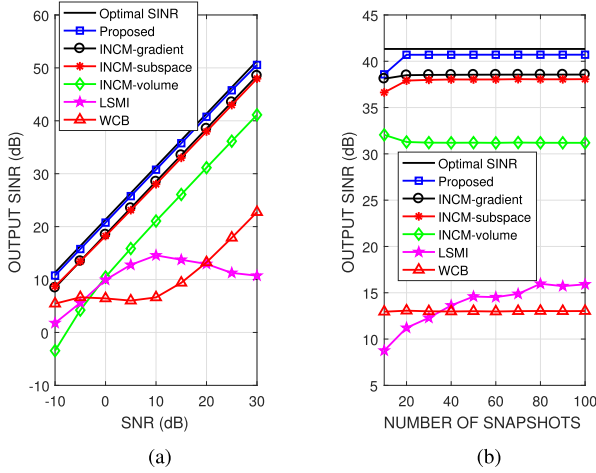 Optimal SINR
Proposed
INCM-gradient
INCM-subspace
INCM-volume
LSMI
WCB
60
50
40
30
20
10
0
-10
OUTPUT SINR (dB)
-10 0 10 20 30
SNR (dB)
(a)
45
40
35
30
25
20
15
10
5
OUTPUT SINR (dB)
Optimal SINR
Proposed
INCM-gradient
INCM-subspace
INCM-volume
LSMI
WCB
20 40 60 80 100
NUMBER OF SNAPSHOTS
(b)